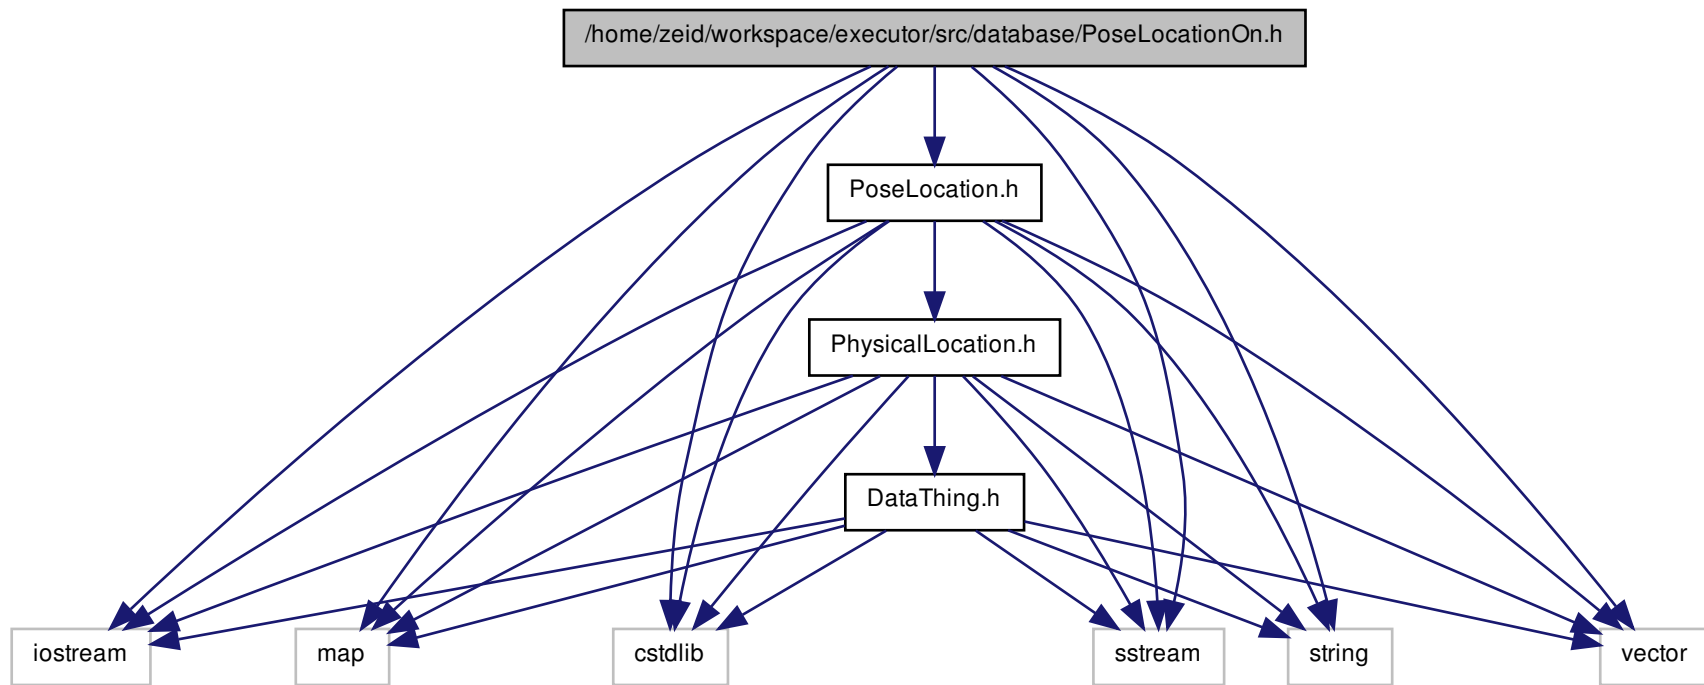 /home/zeid/workspace/executor/src/database/PoseLocationOn.h
PoseLocation.h
PhysicalLocation.h
DataThing.h
iostream
map
cstdlib
sstream
string
vector